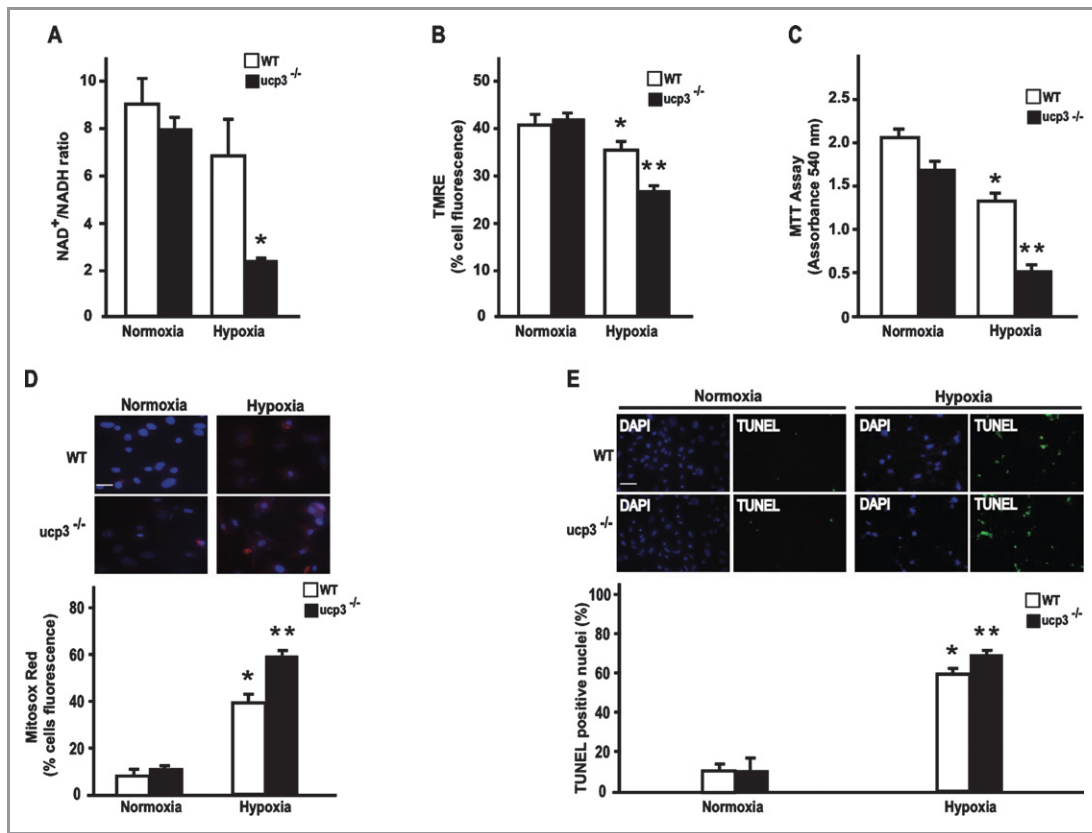 A
WT
ucp3 -/-
NAD+/NADH ratio
10
8
6
4
2
0
*
Normoxia Hypoxia
B
WT
ucp3 -/-
TMRE
(% cell fluorescence)
50
40
30
20
10
0
*
**
Normoxia Hypoxia
C
WT
ucp3 -/-
MTT Assay
(Assorbance 540 nm)
2.5
2.0
1.5
1.0
0.5
0
*
**
Normoxia Hypoxia
D
Normoxia Hypoxia
WT
ucp3 -/-
WT
ucp3 -/-
Mitosox Red
(% cells fluorescence)
80
60
40
20
0
*
**
Normoxia Hypoxia
E
Normoxia Hypoxia
WT
DAPI TUNEL DAPI TUNEL
ucp3 -/-
DAPI TUNEL DAPI TUNEL
WT
ucp3 -/-
TUNEL positive nuclei (%)
100
80
60
40
20
0
*
**
Normoxia Hypoxia